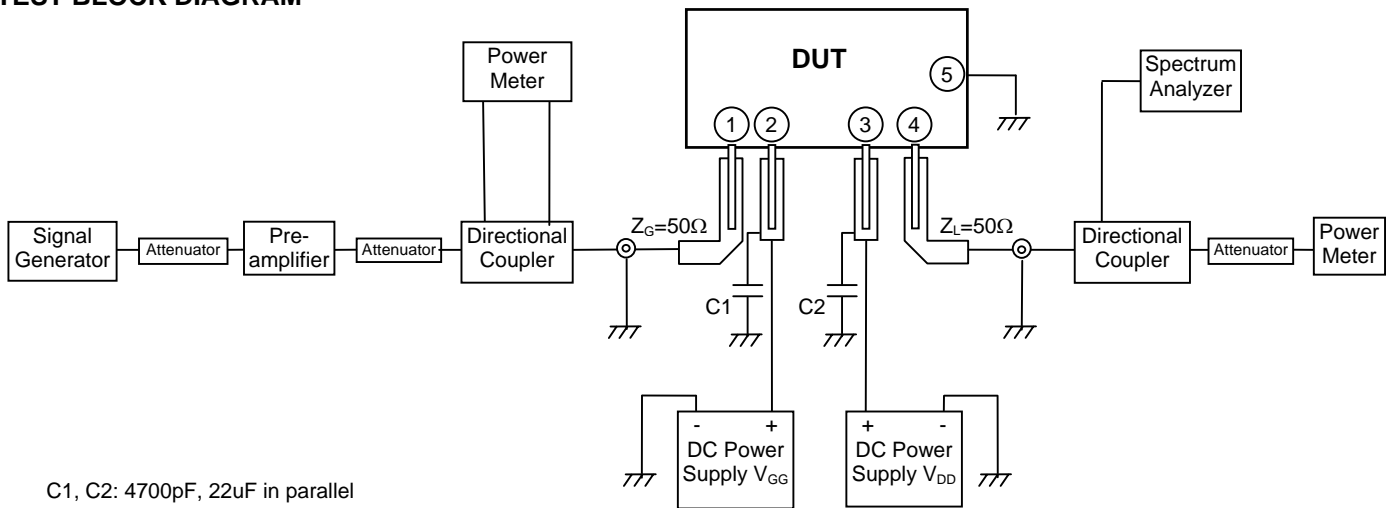 TEST BLOCK DIAGRAM
Power
Meter
DUT
5
Spectrum
Analyzer
1
2
3
4
Signal
Generator
Attenuator
Pre-
amplifier
Attenuator
Directional
Coupler
ZG=50Ω
ZL=50Ω
Directional
Coupler
Attenuator
Power
Meter
C1
C2
- +
DC Power
Supply VGG
+ -
DC Power
Supply VDD
C1, C2: 4700pF, 22uF in parallel